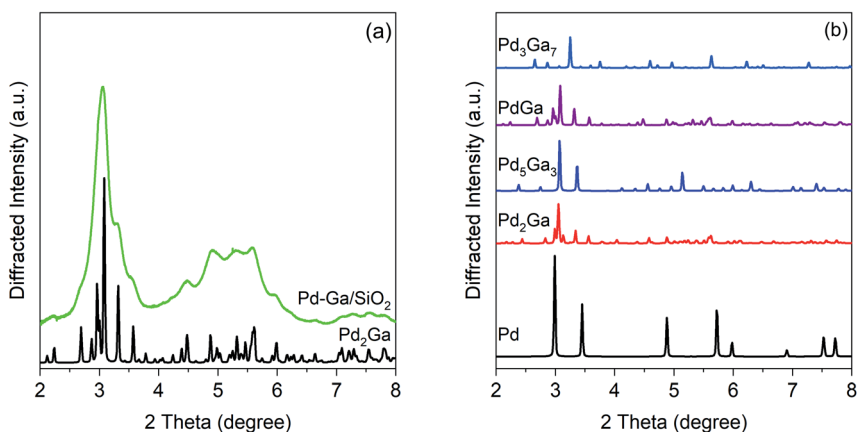 (a)
Diffracted Intensity (a.u.)
Pd-Ga/SiO₂
Pd₂Ga
2 3 4 5 6 7 8
2 Theta (degree)
(b)
Diffracted Intensity (a.u.)
Pd₃Ga₇
PdGa
Pd₅Ga₃
Pd₂Ga
Pd
2 3 4 5 6 7 8
2 Theta (degree)